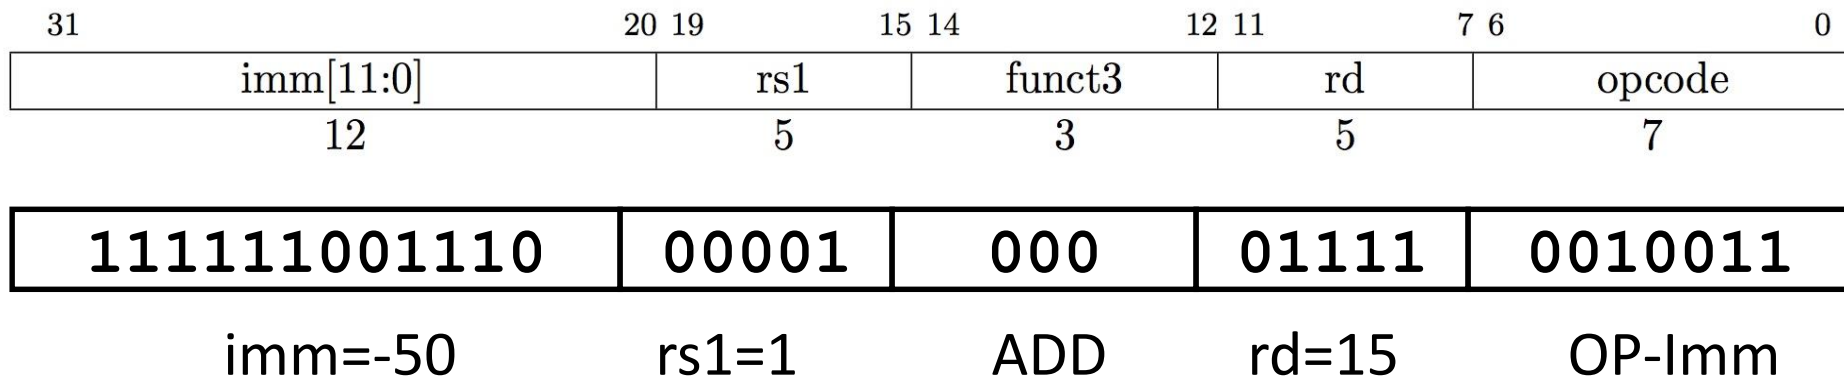 31 20 19 15 14 12 11 7 6 0
imm[11:0] rs1 funct3 rd opcode
12 5 3 5 7
111111001110 00001 000 01111 0010011
imm=-50 rs1=1 ADD rd=15 OP-Imm